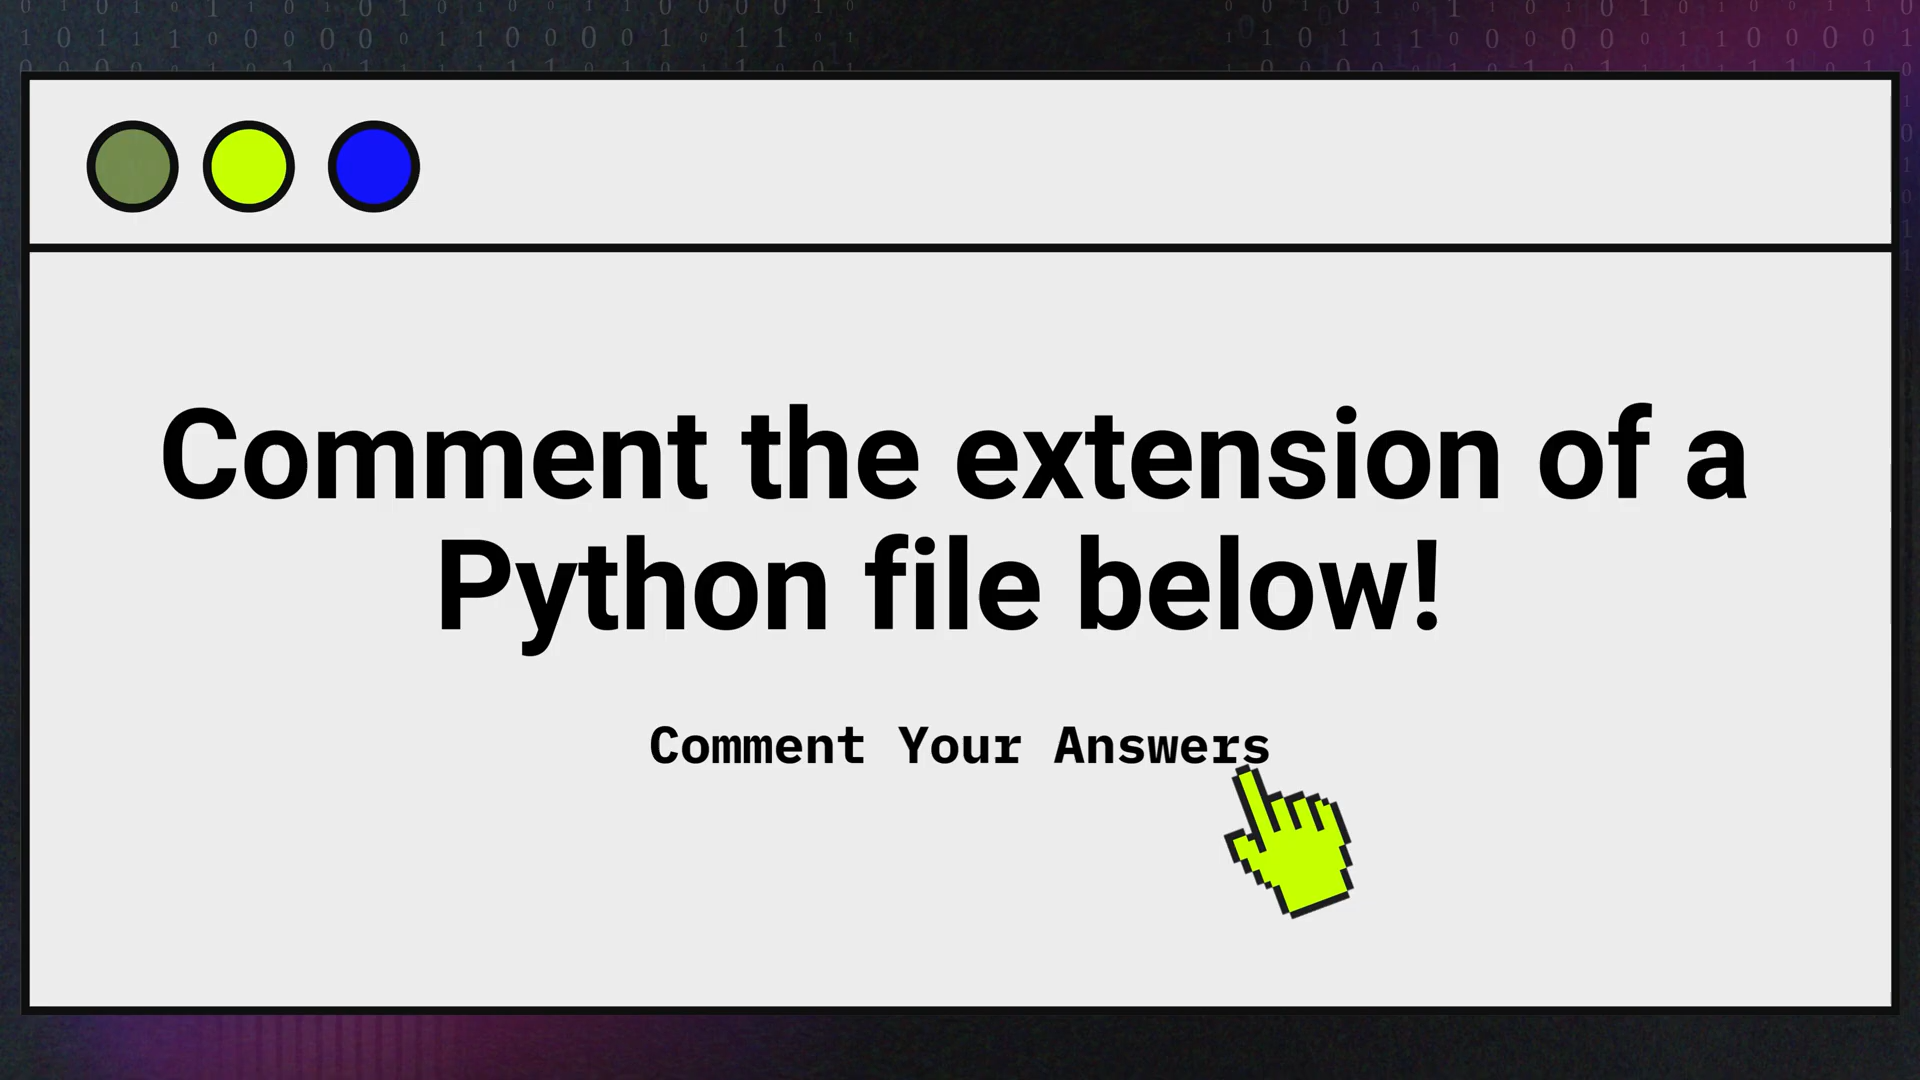 Comment the extension of a
Python file below!
Comment Your Answers